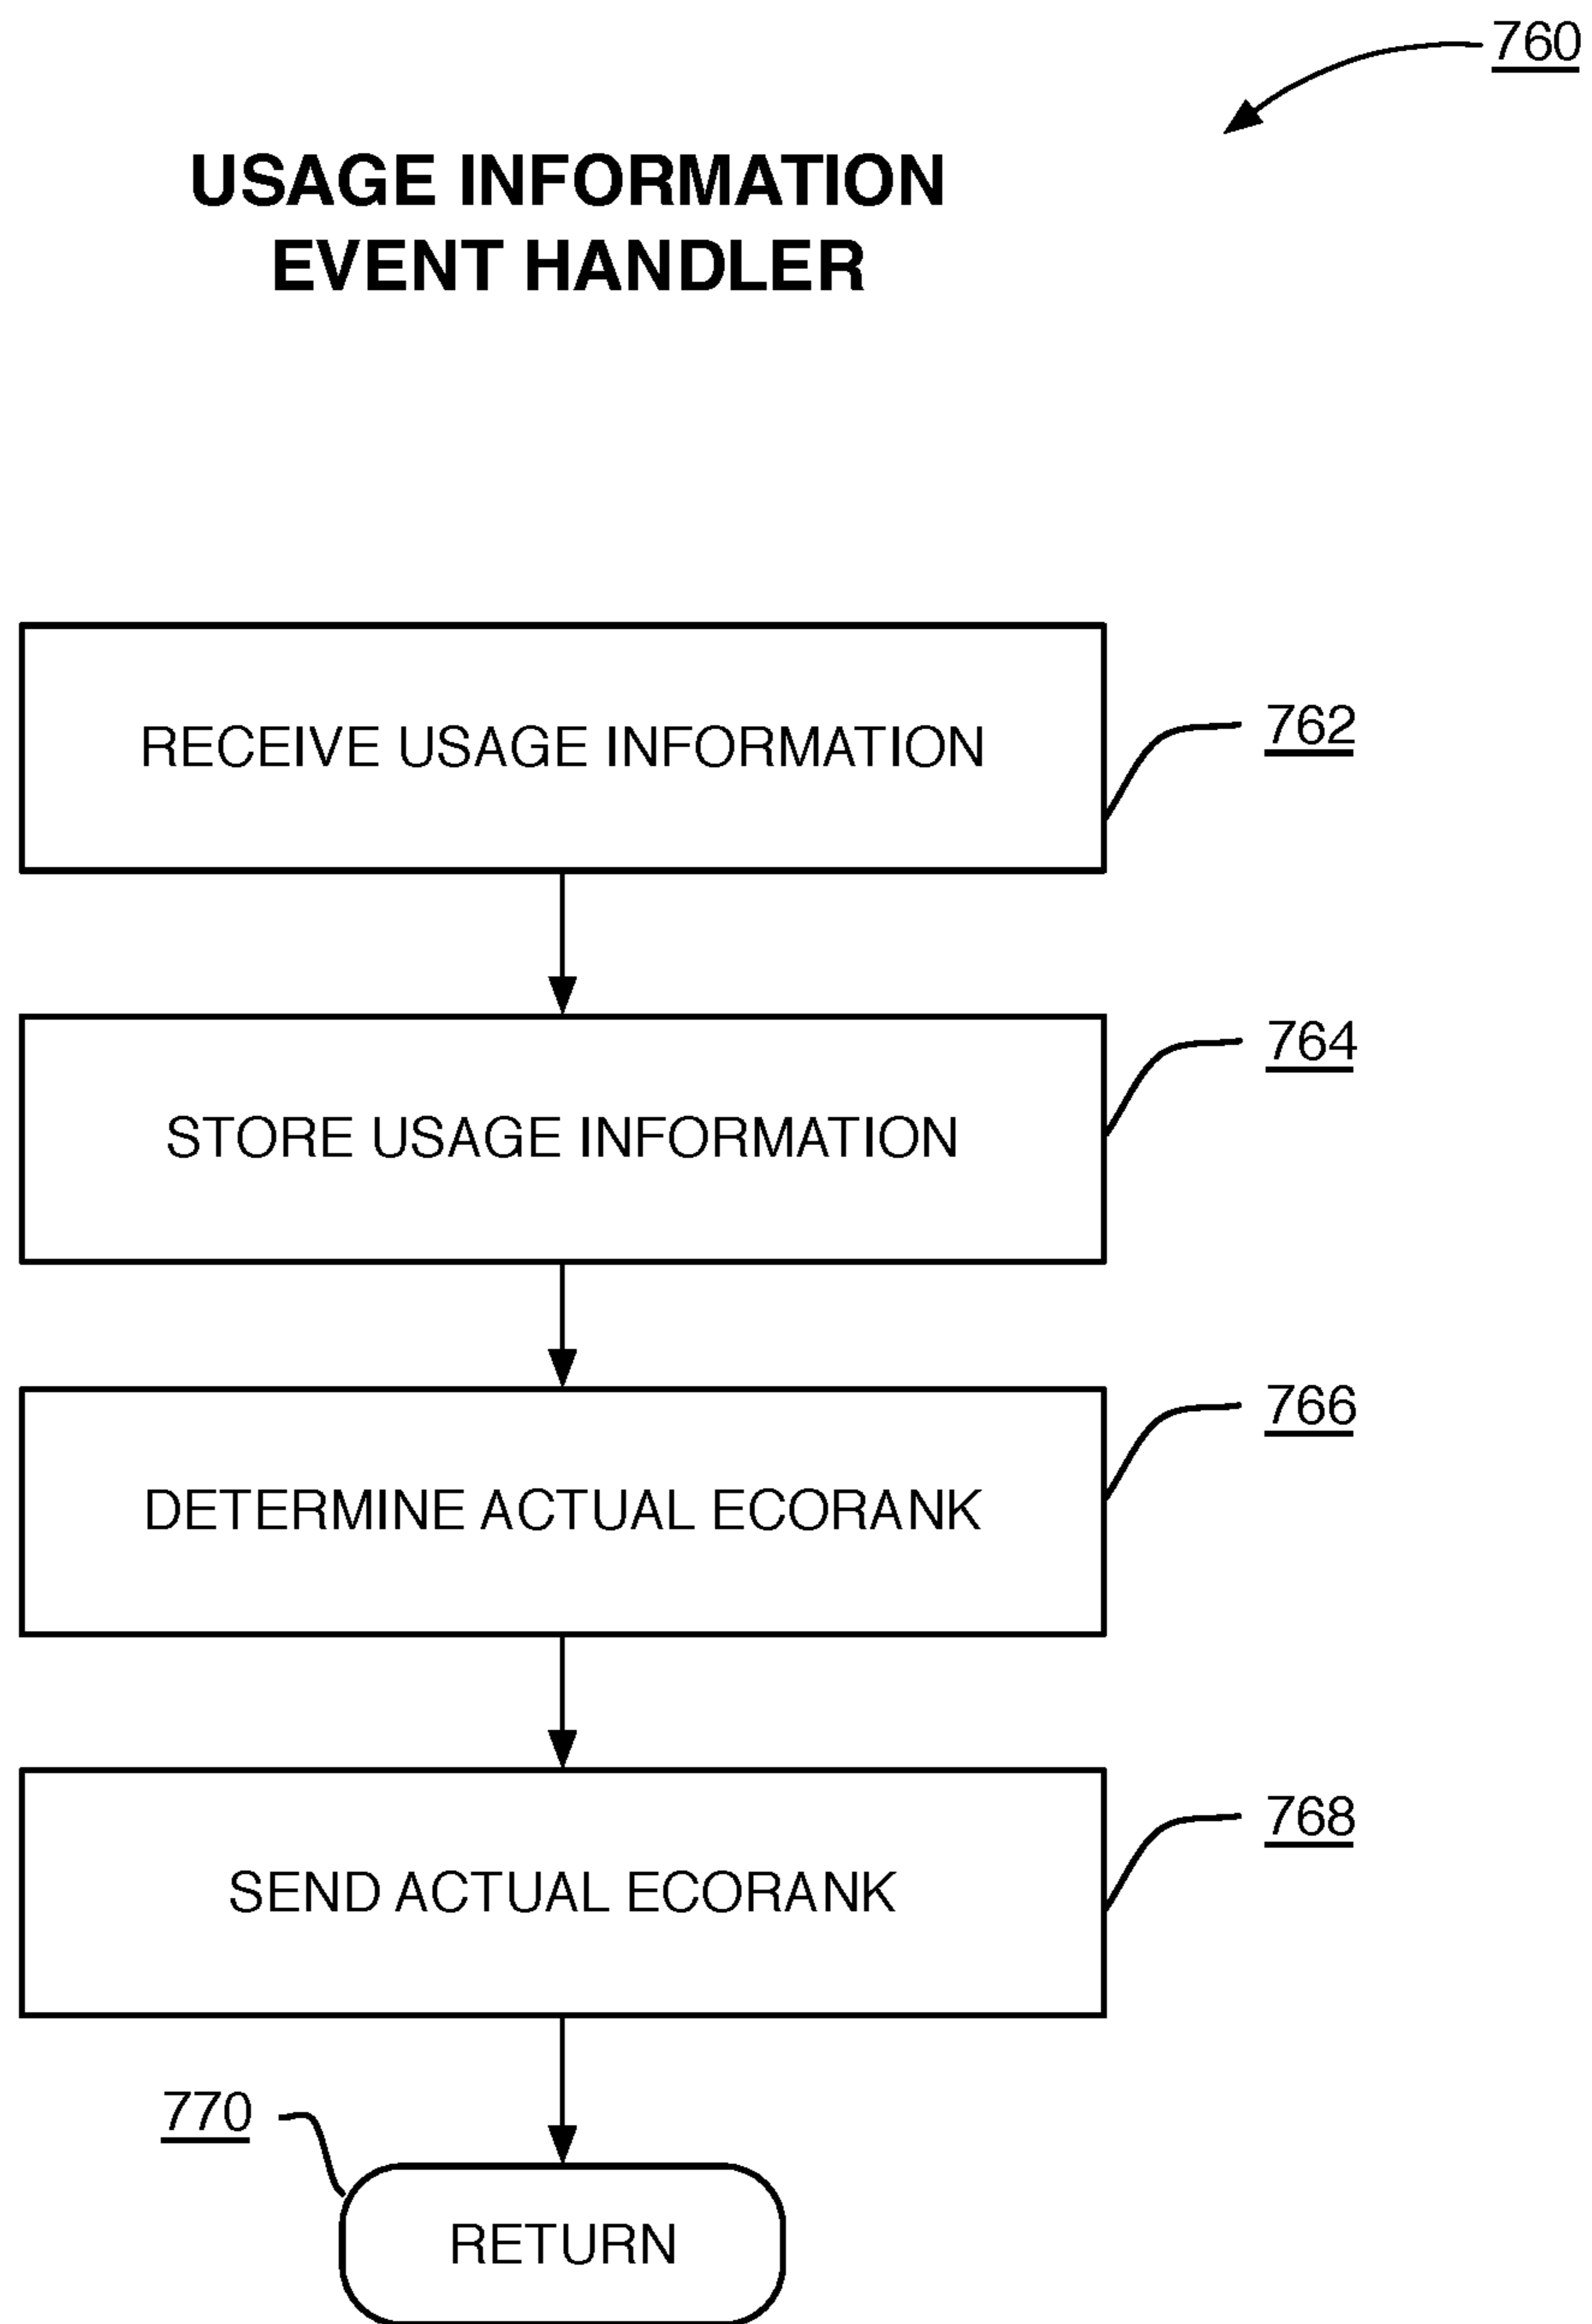 760
USAGE INFORMATION
EVENT HANDLER
RECEIVE USAGE INFORMATION
762
STORE USAGE INFORMATION
764
DETERMINE ACTUAL ECORANK
766
SEND ACTUAL ECORANK
768
770
RETURN